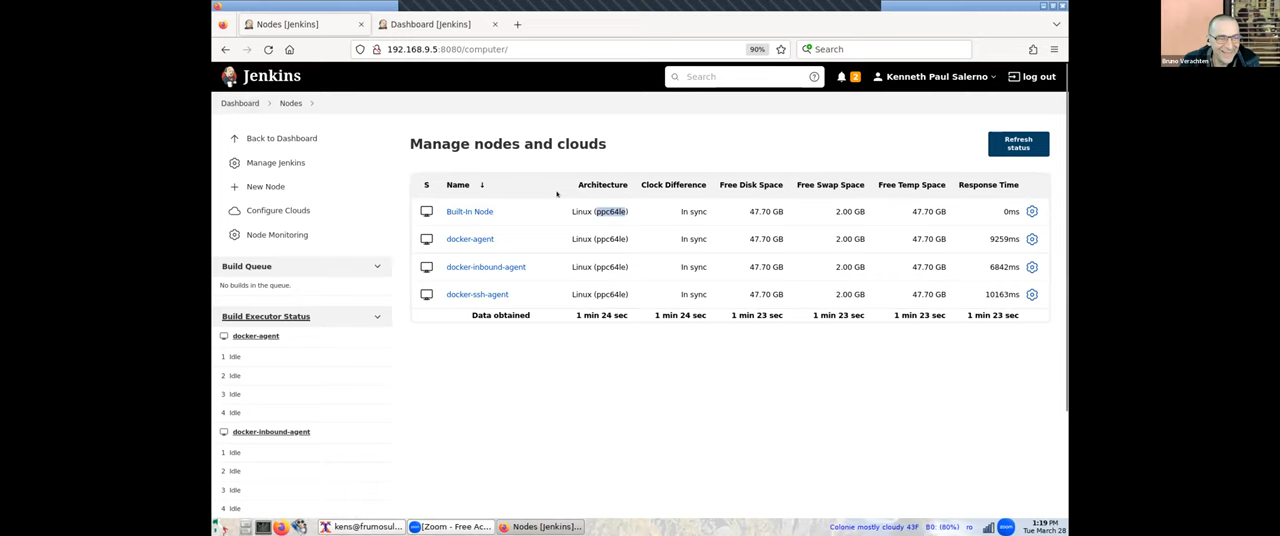 Nodes [Jenkins]
Dashboard [Jenkins]
192.168.9.5:8080/computer/
90%
Search
Bruno Verachten
Jenkins
Search
2
Kenneth Paul Salerno
log out
Dashboard
Nodes
Back to Dashboard
Manage Jenkins
New Node
Configure Clouds
Node Monitoring
Build Queue
No builds in the queue.
Build Executor Status
docker-agent
1 Idle
2 Idle
3 Idle
4 Idle
docker-inbound-agent
1 Idle
2 Idle
3 Idle
4 Idle
Manage nodes and clouds
Refresh
status
S Name ↓ Architecture Clock Difference Free Disk Space Free Swap Space Free Temp Space Response Time
Built-In Node Linux (ppc64le) In sync 47.70 GB 2.00 GB 47.70 GB 0ms
docker-agent Linux (ppc64le) In sync 47.70 GB 2.00 GB 47.70 GB 9259ms
docker-inbound-agent Linux (ppc64le) In sync 47.70 GB 2.00 GB 47.70 GB 6842ms
docker-ssh-agent Linux (ppc64le) In sync 47.70 GB 2.00 GB 47.70 GB 10163ms
Data obtained 1 min 24 sec 1 min 24 sec 1 min 23 sec 1 min 23 sec 1 min 23 sec 1 min 23 sec
kens@frumosul...
[Zoom - Free Ac...
Nodes [Jenkins]...
Colonie mostly cloudy 43F
B0: (80%)
ro
zoom
1:19 PM
Tue March 28